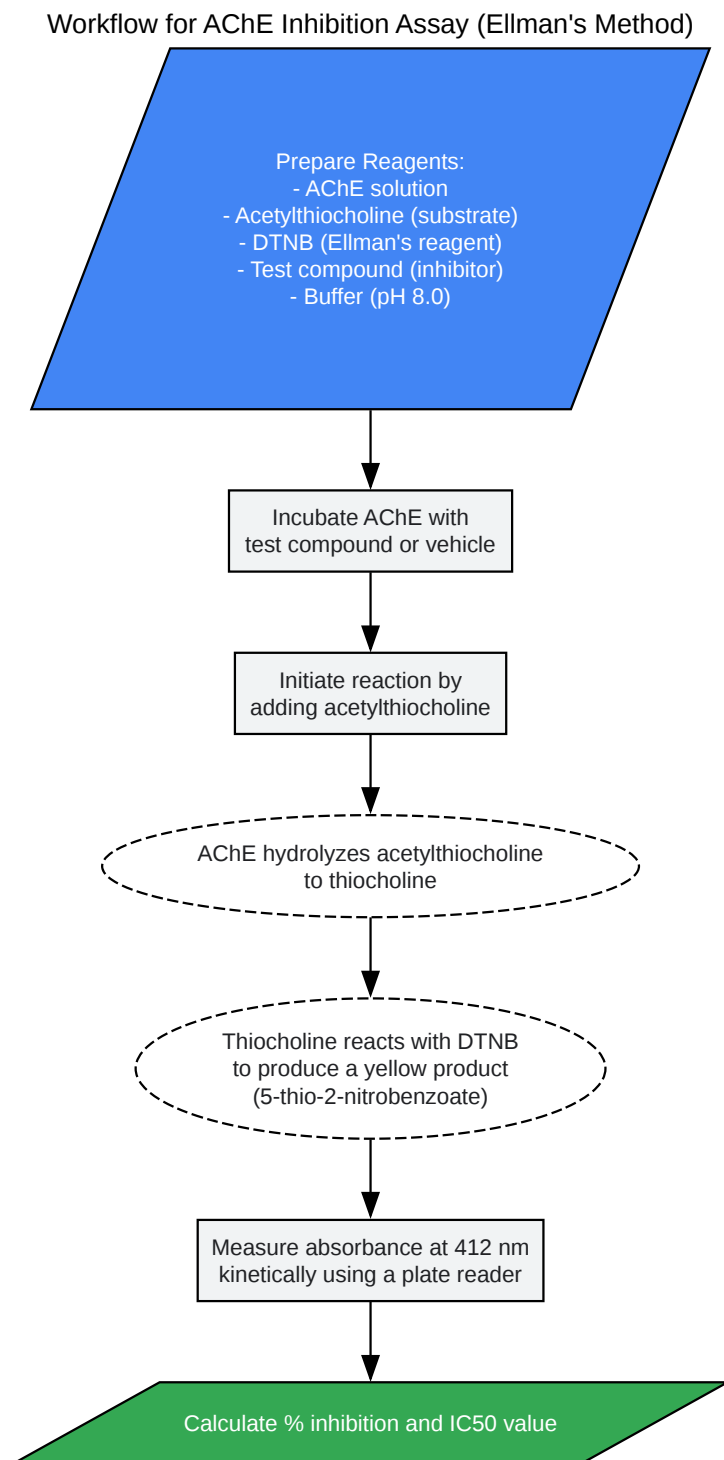 Workflow for AChE Inhibition Assay (Ellman's Method)
Prepare Reagents:
- AChE solution
- Acetylthiocholine (substrate)
- DTNB (Ellman's reagent)
- Test compound (inhibitor)
- Buffer (pH 8.0)
Incubate AChE with
test compound or vehicle
Initiate reaction by
adding acetylthiocholine
AChE hydrolyzes acetylthiocholine
to thiocholine
Thiocholine reacts with DTNB
to produce a yellow product
(5-thio-2-nitrobenzoate)
Measure absorbance at 412 nm
kinetically using a plate reader
Calculate % inhibition and IC50 value